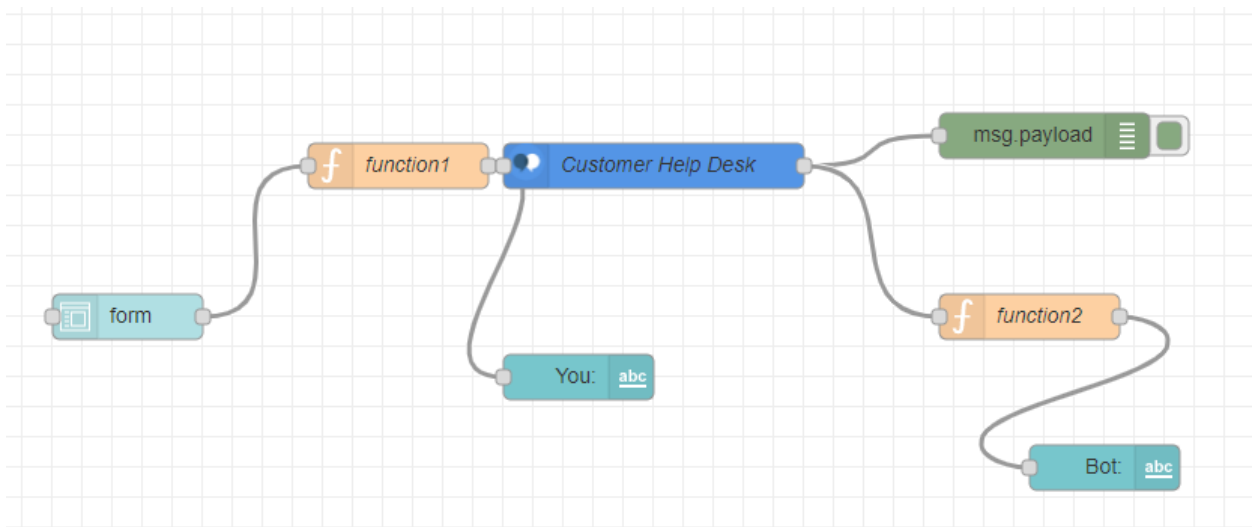 msg.payload
function1
Customer Help Desk
form
function2
You:
abc
Bot:
abc